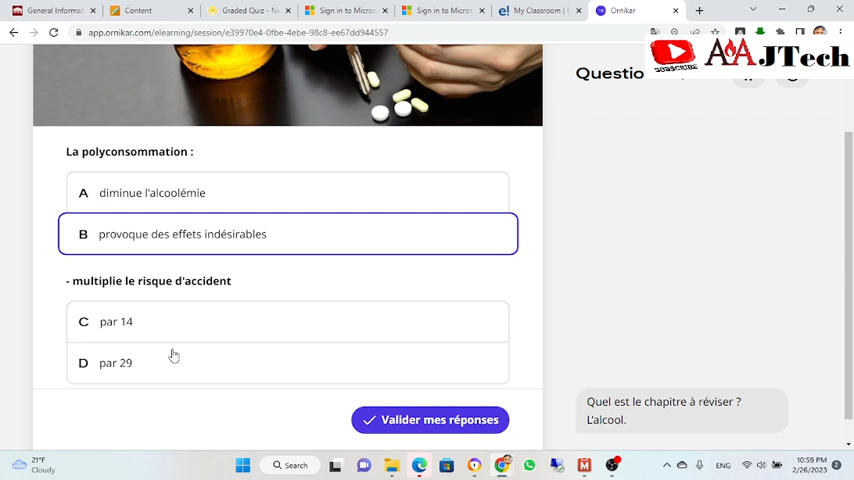 General Informat
Content
Graded Quiz - Ne
Sign in to Micros
Sign in to Micros
My Classroom | D
Ornikar
app.ornikar.com/elearning/session/e39970e4-0fbe-4ebe-98c8-ee67dd944557
SUBSCRIBE
AAJTech
Questio
La polyconsommation :
A diminue l'alcoolémie
B provoque des effets indésirables
- multiplie le risque d'accident
C par 14
D par 29
Valider mes réponses
Quel est le chapitre à réviser ?
L'alcool.
21°F
Cloudy
Search
ENG
10:59 PM
2/26/2023